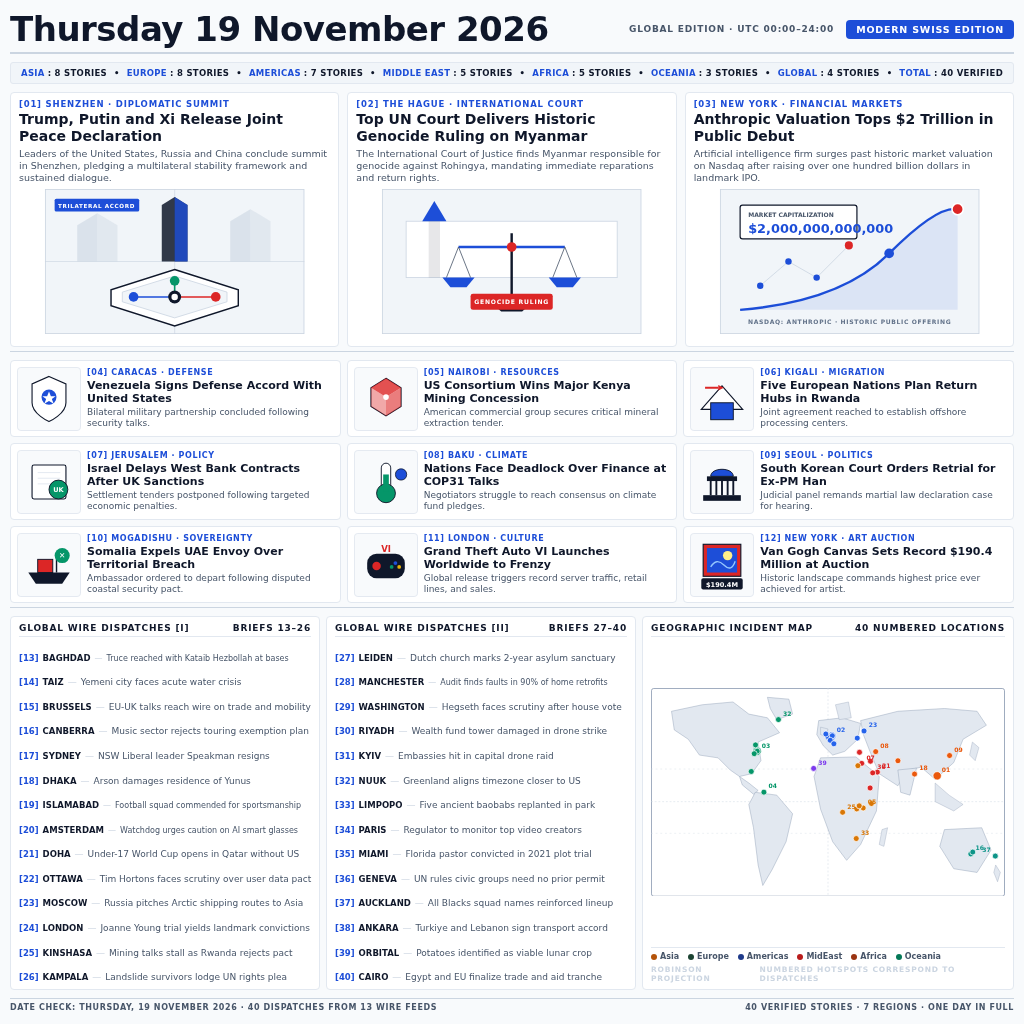 Thursday 19 November 2026
GLOBAL EDITION · UTC 00:00–24:00
MODERN SWISS EDITION
ASIA : 8 STORIES • EUROPE : 8 STORIES • AMERICAS : 7 STORIES • MIDDLE EAST : 5 STORIES • AFRICA : 5 STORIES • OCEANIA : 3 STORIES • GLOBAL : 4 STORIES • TOTAL : 40 VERIFIED
[01] SHENZHEN · DIPLOMATIC SUMMIT
Trump, Putin and Xi Release Joint
Peace Declaration
Leaders of the United States, Russia and China conclude summit
in Shenzhen, pledging a multilateral stability framework and
sustained dialogue.
TRILATERAL ACCORD
[02] THE HAGUE · INTERNATIONAL COURT
Top UN Court Delivers Historic
Genocide Ruling on Myanmar
The International Court of Justice finds Myanmar responsible for
genocide against Rohingya, mandating immediate reparations
and return rights.
GENOCIDE RULING
[03] NEW YORK · FINANCIAL MARKETS
Anthropic Valuation Tops $2 Trillion in
Public Debut
Artificial intelligence firm surges past historic market valuation
on Nasdaq after raising over one hundred billion dollars in
landmark IPO.
MARKET CAPITALIZATION
$2,000,000,000,000
NASDAQ: ANTHROPIC · HISTORIC PUBLIC OFFERING
[04] CARACAS · DEFENSE
Venezuela Signs Defense Accord With
United States
Bilateral military partnership concluded following
security talks.
[05] NAIROBI · RESOURCES
US Consortium Wins Major Kenya
Mining Concession
American commercial group secures critical mineral
extraction tender.
[06] KIGALI · MIGRATION
Five European Nations Plan Return
Hubs in Rwanda
Joint agreement reached to establish offshore
processing centers.
[07] JERUSALEM · POLICY
Israel Delays West Bank Contracts
After UK Sanctions
Settlement tenders postponed following targeted
economic penalties.
UK
[08] BAKU · CLIMATE
Nations Face Deadlock Over Finance at
COP31 Talks
Negotiators struggle to reach consensus on climate
fund pledges.
[09] SEOUL · POLITICS
South Korean Court Orders Retrial for
Ex-PM Han
Judicial panel remands martial law declaration case
for hearing.
[10] MOGADISHU · SOVEREIGNTY
Somalia Expels UAE Envoy Over
Territorial Breach
Ambassador ordered to depart following disputed
coastal security pact.
[11] LONDON · CULTURE
Grand Theft Auto VI Launches
Worldwide to Frenzy
Global release triggers record server traffic, retail
lines, and sales.
VI
[12] NEW YORK · ART AUCTION
Van Gogh Canvas Sets Record $190.4
Million at Auction
Historic landscape commands highest price ever
achieved for artist.
$190.4M
GLOBAL WIRE DISPATCHES [I] BRIEFS 13–26
[13] BAGHDAD — Truce reached with Kataib Hezbollah at bases
[14] TAIZ — Yemeni city faces acute water crisis
[15] BRUSSELS — EU-UK talks reach wire on trade and mobility
[16] CANBERRA — Music sector rejects touring exemption plan
[17] SYDNEY — NSW Liberal leader Speakman resigns
[18] DHAKA — Arson damages residence of Yunus
[19] ISLAMABAD — Football squad commended for sportsmanship
[20] AMSTERDAM — Watchdog urges caution on AI smart glasses
[21] DOHA — Under-17 World Cup opens in Qatar without US
[22] OTTAWA — Tim Hortons faces scrutiny over user data pact
[23] MOSCOW — Russia pitches Arctic shipping routes to Asia
[24] LONDON — Joanne Young trial yields landmark convictions
[25] KINSHASA — Mining talks stall as Rwanda rejects pact
[26] KAMPALA — Landslide survivors lodge UN rights plea
GLOBAL WIRE DISPATCHES [II] BRIEFS 27–40
[27] LEIDEN — Dutch church marks 2-year asylum sanctuary
[28] MANCHESTER — Audit finds faults in 90% of home retrofits
[29] WASHINGTON — Hegseth faces scrutiny after house vote
[30] RIYADH — Wealth fund tower damaged in drone strike
[31] KYIV — Embassies hit in capital drone raid
[32] NUUK — Greenland aligns timezone closer to US
[33] LIMPOPO — Five ancient baobabs replanted in park
[34] PARIS — Regulator to monitor top video creators
[35] MIAMI — Florida pastor convicted in 2021 plot trial
[36] GENEVA — UN rules civic groups need no prior permit
[37] AUCKLAND — All Blacks squad names reinforced lineup
[38] ANKARA — Turkiye and Lebanon sign transport accord
[39] ORBITAL — Potatoes identified as viable lunar crop
[40] CAIRO — Egypt and EU finalize trade and aid tranche
GEOGRAPHIC INCIDENT MAP 40 NUMBERED LOCATIONS
32
02
23
03
08
09
39
18
01
04
33
16
37
Asia Europe Americas MidEast Africa Oceania
ROBINSON
PROJECTION
NUMBERED HOTSPOTS CORRESPOND TO
DISPATCHES
DATE CHECK: THURSDAY, 19 NOVEMBER 2026 · 40 DISPATCHES FROM 13 WIRE FEEDS
40 VERIFIED STORIES · 7 REGIONS · ONE DAY IN FULL